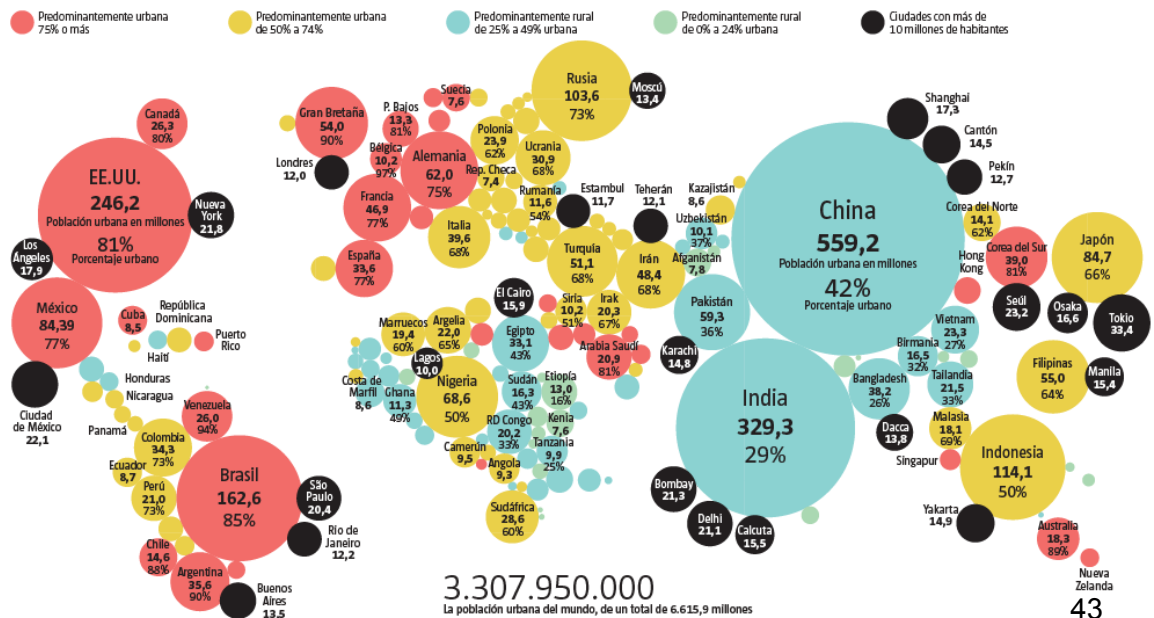 Predominantemente urbana
75% o más
Predominantemente urbana
de 50% a 74%
Predominantemente rural
de 25% a 49% urbana
Predominantemente rural
de 0% a 24% urbana
Ciudades con más de
10 millones de habitantes
Canadá
26,3
80%
EE.UU.
246,2
Población urbana en millones
81%
Porcentaje urbano
Nueva
York
21,8
Los
Ángeles
17,9
México
84,39
77%
Ciudad
de México
22,1
Cuba
8,5
República
Dominicana
Haití
Puerto
Rico
Honduras
Nicaragua
Panamá
Venezuela
26,0
94%
Colombia
34,3
73%
Ecuador
8,7
Perú
21,0
73%
Brasil
162,6
85%
São
Paulo
20,4
Río de
Janeiro
12,2
Chile
14,6
88%
Argentina
35,6
90%
Buenos
Aires
13,5
Gran Bretaña
54,0
90%
Londres
12,0
P. Bajos
13,3
81%
Suecia
7,6
Bélgica
10,2
97%
Alemania
62,0
75%
Francia
46,9
77%
España
33,6
77%
Italia
39,6
68%
Polonia
23,9
62%
Rep. Checa
7,4
Ucrania
30,9
68%
Rumanía
11,6
54%
Rusia
103,6
73%
Moscú
13,4
Estambul
11,7
Turquía
51,1
68%
Teherán
12,1
Irán
48,4
68%
Kazajistán
8,6
Uzbekistán
10,1
37%
Afganistán
7,8
Pakistán
59,3
36%
Karachi
14,8
Siria
10,2
51%
Irak
20,3
67%
Arabia Saudí
20,9
81%
El Cairo
15,9
Egipto
33,1
43%
Marruecos
19,4
60%
Argelia
22,0
65%
Lagos
10,0
Nigeria
68,6
50%
Costa de
Marfil
8,6
Ghana
11,3
49%
Sudán
16,3
43%
Etiopía
13,0
16%
Kenia
7,6
RD Congo
20,2
33%
Tanzania
9,9
25%
Camerún
9,5
Angola
9,3
Sudáfrica
28,6
60%
China
559,2
Población urbana en millones
42%
Porcentaje urbano
Shanghai
17,3
Cantón
14,5
Pekín
12,7
Corea del Norte
14,1
62%
Corea del Sur
39,0
81%
Hong
Kong
Seúl
23,2
Japón
84,7
66%
Osaka
16,6
Tokio
33,4
India
329,3
29%
Bombay
21,3
Delhi
21,1
Calcuta
15,5
Bangladesh
38,2
26%
Dacca
13,8
Birmania
16,5
32%
Vietnam
23,3
27%
Tailandia
21,5
33%
Filipinas
55,0
64%
Manila
15,4
Malasia
18,1
69%
Singapur
Indonesia
114,1
50%
Yakarta
14,9
Australia
18,3
89%
Nueva
Zelanda
3.307.950.000
La población urbana del mundo, de un total de 6.615,9 millones
43